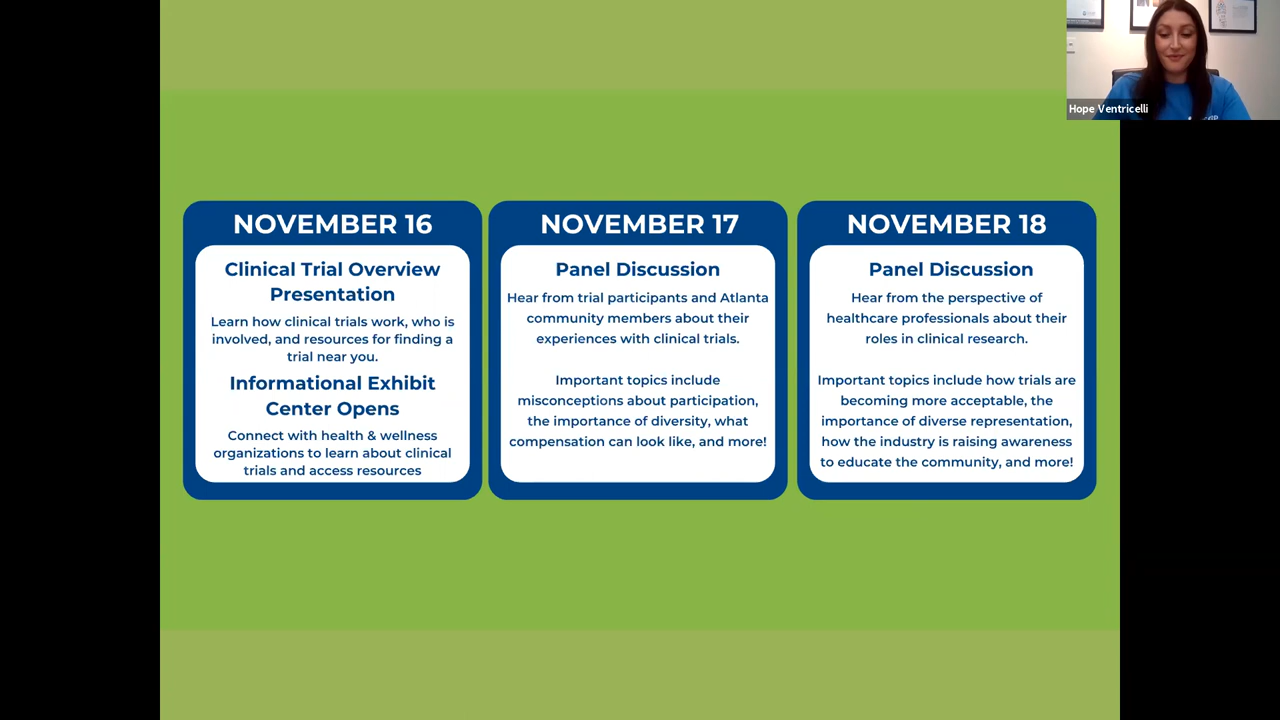 Hope Ventricelli
NOVEMBER 16
Clinical Trial Overview
Presentation
Learn how clinical trials work, who is
involved, and resources for finding a
trial near you.
Informational Exhibit
Center Opens
Connect with health & wellness
organizations to learn about clinical
trials and access resources
NOVEMBER 17
Panel Discussion
Hear from trial participants and Atlanta
community members about their
experiences with clinical trials.
Important topics include
misconceptions about participation,
the importance of diversity, what
compensation can look like, and more!
NOVEMBER 18
Panel Discussion
Hear from the perspective of
healthcare professionals about their
roles in clinical research.
Important topics include how trials are
becoming more acceptable, the
importance of diverse representation,
how the industry is raising awareness
to educate the community, and more!